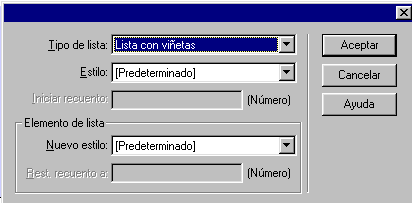 Tipo de lista: Lista con viñetas
Estilo: [Predeterminado]
Iniciar recuento: (Número)
Elemento de lista
Nuevo estilo: [Predeterminado]
Rest. recuento a: (Número)
Aceptar
Cancelar
Ayuda